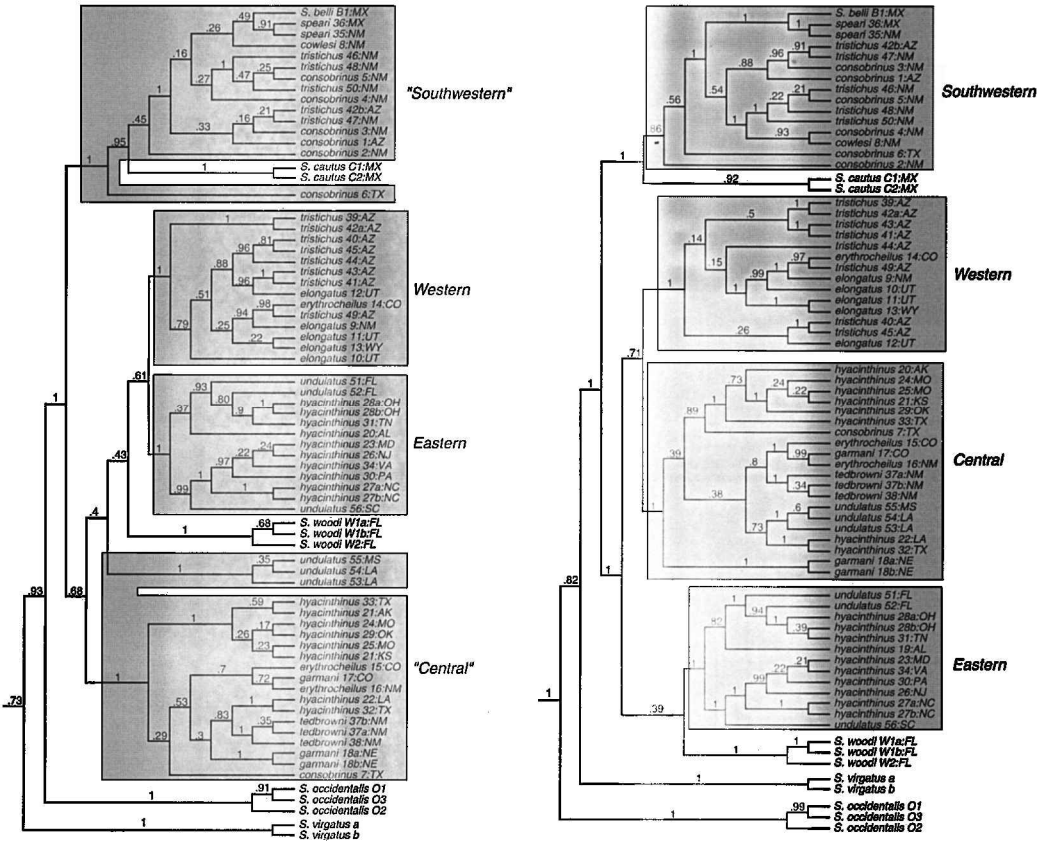 S. belli B1:MX
spearl 36:MX
spearl 35:NM
cowlesi 8:NM
tristichus 46:NM
tristichus 48:NM
consobrinus 5:NM
tristichus 50:NM
consobrinus 4:NM
tristichus 42b:AZ
tristichus 47:NM
consobrinus 3:NM
consobrinus 1:AZ
consobrinus 2:NM
S. cautus C1:MX
S. cautus C2:MX
consobrinus 6:TX
"Southwestern"
.49
.91
.26
.16
1
.25
.47
.27
1
.21
.16
.33
.45
.95
1
1
tristichus 39:AZ
tristichus 42a:AZ
tristichus 40:AZ
tristichus 45:AZ
tristichus 44:AZ
tristichus 43:AZ
tristichus 41:AZ
elongatus 12:UT
erythrocheilus 14:CO
tristichus 49:AZ
elongatus 9:NM
elongatus 11:UT
elongatus 13:WY
elongatus 10:UT
Western
1
.81
.96
.88
1
.96
.51
.98
.94
.25
.22
.79
undulatus 51:FL
undulatus 52:FL
hyacinthinus 28a:OH
hyacinthinus 28b:OH
hyacinthinus 31:TN
hyacinthinus 20:AL
hyacinthinus 23:MD
hyacinthinus 26:NJ
hyacinthinus 34:VA
hyacinthinus 30:PA
hyacinthinus 27a:NC
hyacinthinus 27b:NC
undulatus 56:SC
Eastern
.61
.93
.80
1
.9
.37
.24
.22
.97
1
.99
S. woodi W1a:FL
S. woodi W1b:FL
S. woodi W2:FL
.68
1
.43
undulatus 55:MS
undulatus 54:LA
undulatus 53:LA
.35
1
.4
hyacinthinus 33:TX
hyacinthinus 21:AK
hyacinthinus 24:MO
hyacinthinus 29:OK
hyacinthinus 25:MO
hyacinthinus 21:KS
erythrocheilus 15:CO
garmani 17:CO
erythrocheilus 16:NM
hyacinthinus 22:LA
hyacinthinus 32:TX
tedbrowni 37b:NM
tedbrowni 37a:NM
tedbrowni 38:NM
garmani 18a:NE
garmani 18b:NE
consobrinus 7:TX
"Central"
.59
1
.17
.26
.23
.7
.72
.53
1
.83
.35
1
.3
1
.29
1
.68
1
.93
.73
S. occidentalis O1
S. occidentalis O3
S. occidentalis O2
.91
1
S. virgatus a
S. virgatus b
1
S. belli B1:MX
spearl 36:MX
spearl 35:NM
tristichus 42b:AZ
tristichus 47:NM
consobrinus 3:NM
consobrinus 1:AZ
tristichus 46:NM
consobrinus 5:NM
tristichus 48:NM
tristichus 50:NM
consobrinus 4:NM
cowlesi 8:NM
consobrinus 6:TX
consobrinus 2:NM
S. cautus C1:MX
S. cautus C2:MX
Southwestern
1
1
.91
.96
.88
1
.54
.21
.22
1
1
.93
.56
86
.92
1
tristichus 39:AZ
tristichus 42a:AZ
tristichus 43:AZ
tristichus 41:AZ
tristichus 44:AZ
erythrocheilus 14:CO
tristichus 49:AZ
elongatus 9:NM
elongatus 10:UT
elongatus 11:UT
elongatus 13:WY
tristichus 40:AZ
tristichus 45:AZ
elongatus 12:UT
Western
1
.5
1
.14
.15
.97
.99
1
1
1
.26
1
.71
hyacinthinus 20:AK
hyacinthinus 24:MO
hyacinthinus 25:MO
hyacinthinus 21:KS
hyacinthinus 29:OK
hyacinthinus 33:TX
consobrinus 7:TX
erythrocheilus 15:CO
garmani 17:CO
erythrocheilus 16:NM
tedbrowni 37a:NM
tedbrowni 37b:NM
tedbrowni 38:NM
undulatus 55:MS
undulatus 54:LA
undulatus 53:LA
hyacinthinus 22:LA
hyacinthinus 32:TX
garmani 18a:NE
garmani 18b:NE
Central
.73
24
.22
1
1
89
.39
.8
.99
1
.34
.38
.6
1
.73
1
1
1
undulatus 51:FL
undulatus 52:FL
hyacinthinus 28a:OH
hyacinthinus 28b:OH
hyacinthinus 31:TN
hyacinthinus 19:AL
hyacinthinus 23:MD
hyacinthinus 34:VA
hyacinthinus 30:PA
hyacinthinus 26:NJ
hyacinthinus 27a:NC
hyacinthinus 27b:NC
undulatus 56:SC
Eastern
1
.94
1
.39
.82
.21
22
.99
1
1
.39
S. woodi W1a:FL
S. woodi W1b:FL
S. woodi W2:FL
1
1
1
1
.82
1
S. virgatus a
S. virgatus b
1
S. occidentalis O1
S. occidentalis O3
S. occidentalis O2
.99
1